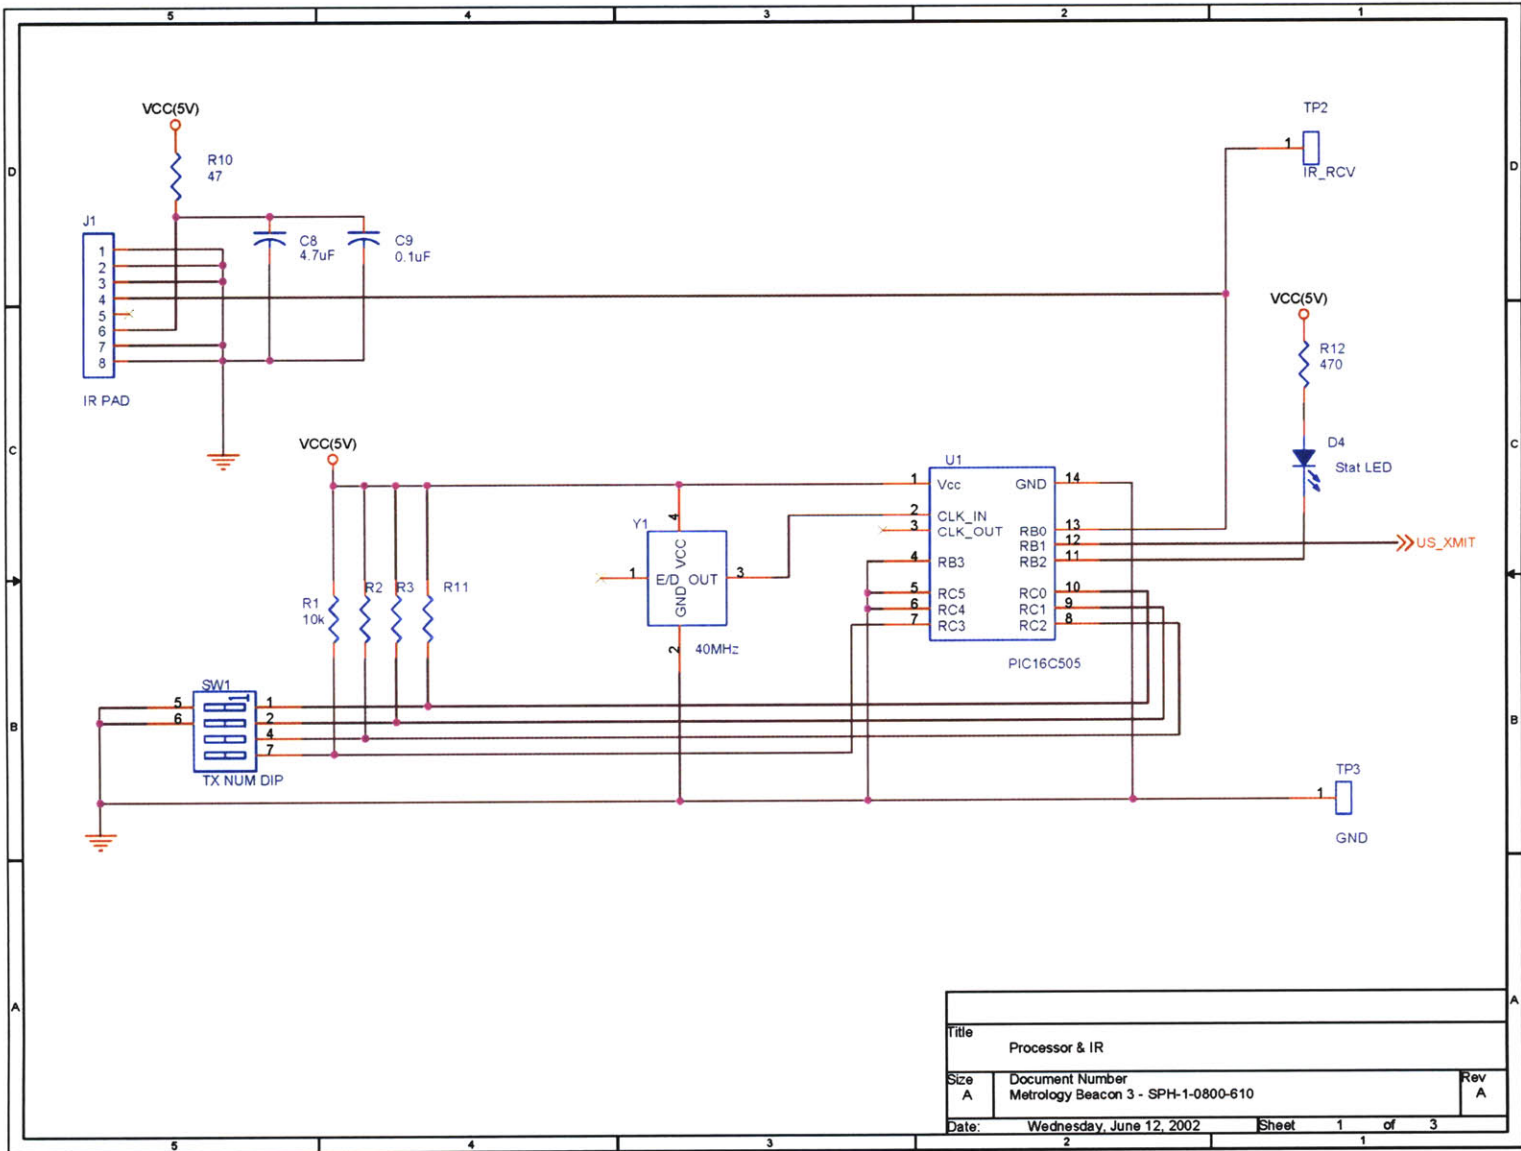 5 4 3 2 1
D
D
VCC(5V)
TP2
1
IR_RCV
R10
47
J1
1
2
3
4
5
6
7
8
IR PAD
C8
4.7uF
C9
0.1uF
VCC(5V)
R12
470
D4
Stat LED
C
C
VCC(5V)
U1
1 Vcc GND 14
2 CLK_IN
3 CLK_OUT RB0 13
RB1 12
4 RB3 RB2 11
5 RC5 RC0 10
6 RC4 RC1 9
7 RC3 RC2 8
PIC16C505
US_XMIT
Y1
4
VCC
1 E/D OUT 3
GND
2
40MHz
R1
10k
R2
R3
R11
SW1
1
5 1
6 2
4
7
TX NUM DIP
B
B
TP3
1
GND
A
A
Title
Processor & IR
Size
A
Document Number
Metrology Beacon 3 - SPH-1-0800-610
Rev
A
Date: Wednesday, June 12, 2002 Sheet 1 of 3
5 4 3 2 1